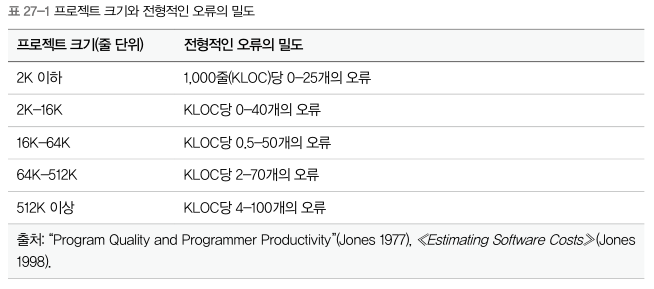 표 27-1 프로젝트 크기와 전형적인 오류의 밀도
프로젝트 크기(줄 단위) 전형적인 오류의 밀도
2K 이하 1,000줄(KLOC)당 0-25개의 오류
2K-16K KLOC당 0-40개의 오류
16K-64K KLOC당 0.5-50개의 오류
64K-512K KLOC당 2-70개의 오류
512K 이상 KLOC당 4-100개의 오류
출처: “Program Quality and Programmer Productivity”(Jones 1977), 《Estimating Software Costs》(Jones
1998).